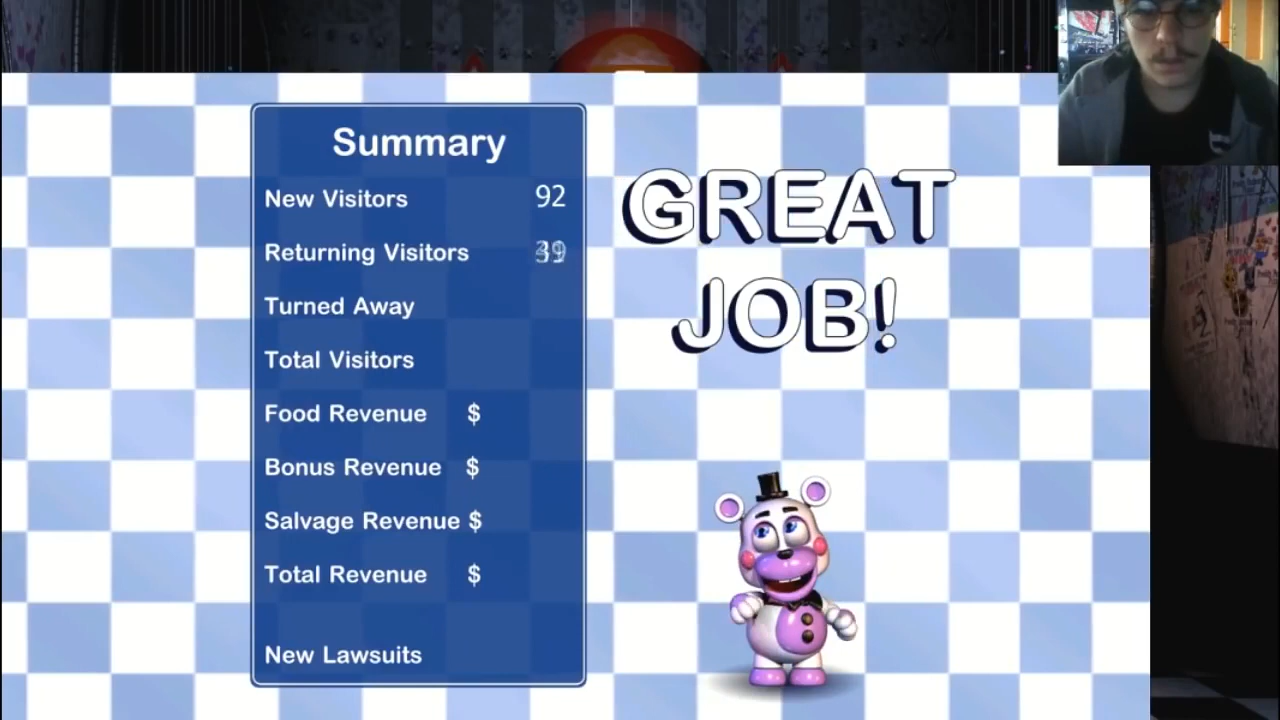 Summary
New Visitors 92
Returning Visitors
Turned Away
Total Visitors
Food Revenue $
Bonus Revenue $
Salvage Revenue $
Total Revenue $
New Lawsuits
GREAT
JOB!